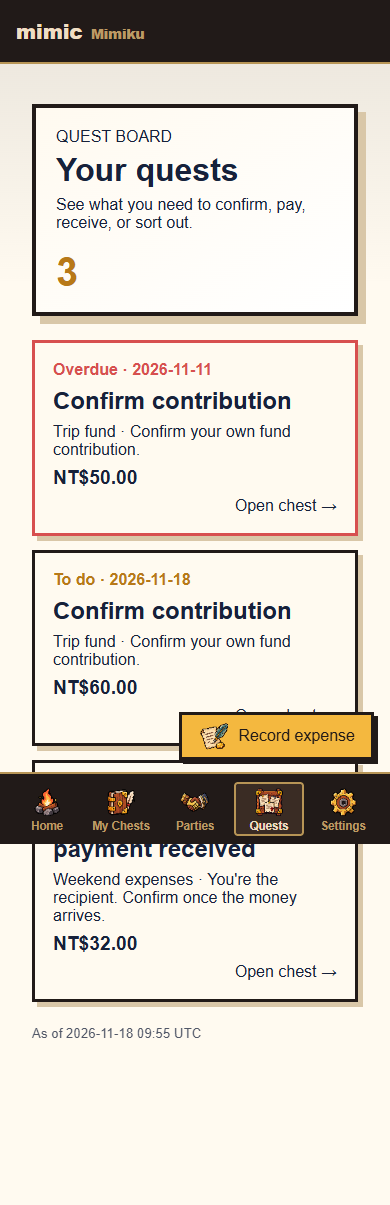 mimic Mimiku
QUEST BOARD
Your quests
See what you need to confirm, pay,
receive, or sort out.
3
Overdue · 2026-11-11
Confirm contribution
Trip fund · Confirm your own fund
contribution.
NT$50.00
Open chest →
To do · 2026-11-18
Confirm contribution
Trip fund · Confirm your own fund
contribution.
NT$60.00
Record expense
Home
My Chests
Parties
Quests
Settings
payment received
Weekend expenses · You're the
recipient. Confirm once the money
arrives.
NT$32.00
Open chest →
As of 2026-11-18 09:55 UTC